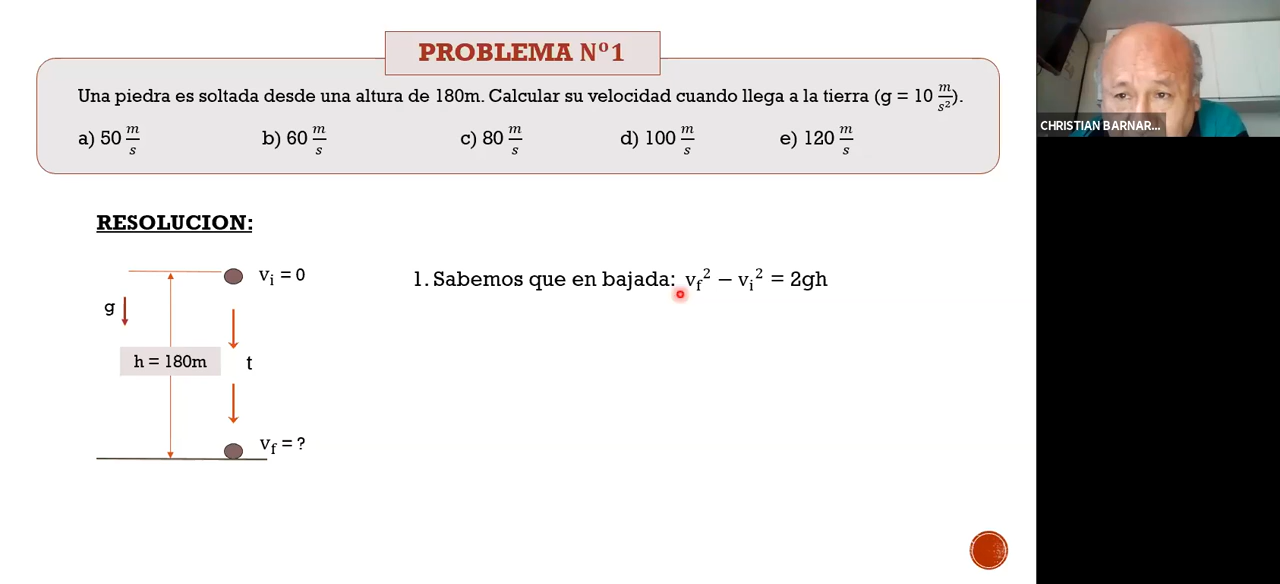 PROBLEMA Nº1
Una piedra es soltada desde una altura de 180m. Calcular su velocidad cuando llega a la tierra (g = 10 m/s²).
a) 50 m/s b) 60 m/s c) 80 m/s d) 100 m/s e) 120 m/s
RESOLUCION:
vᵢ = 0
g
h = 180m
t
v_f = ?
1. Sabemos que en bajada: v_f² − vᵢ² = 2gh
CHRISTIAN BARNAR...